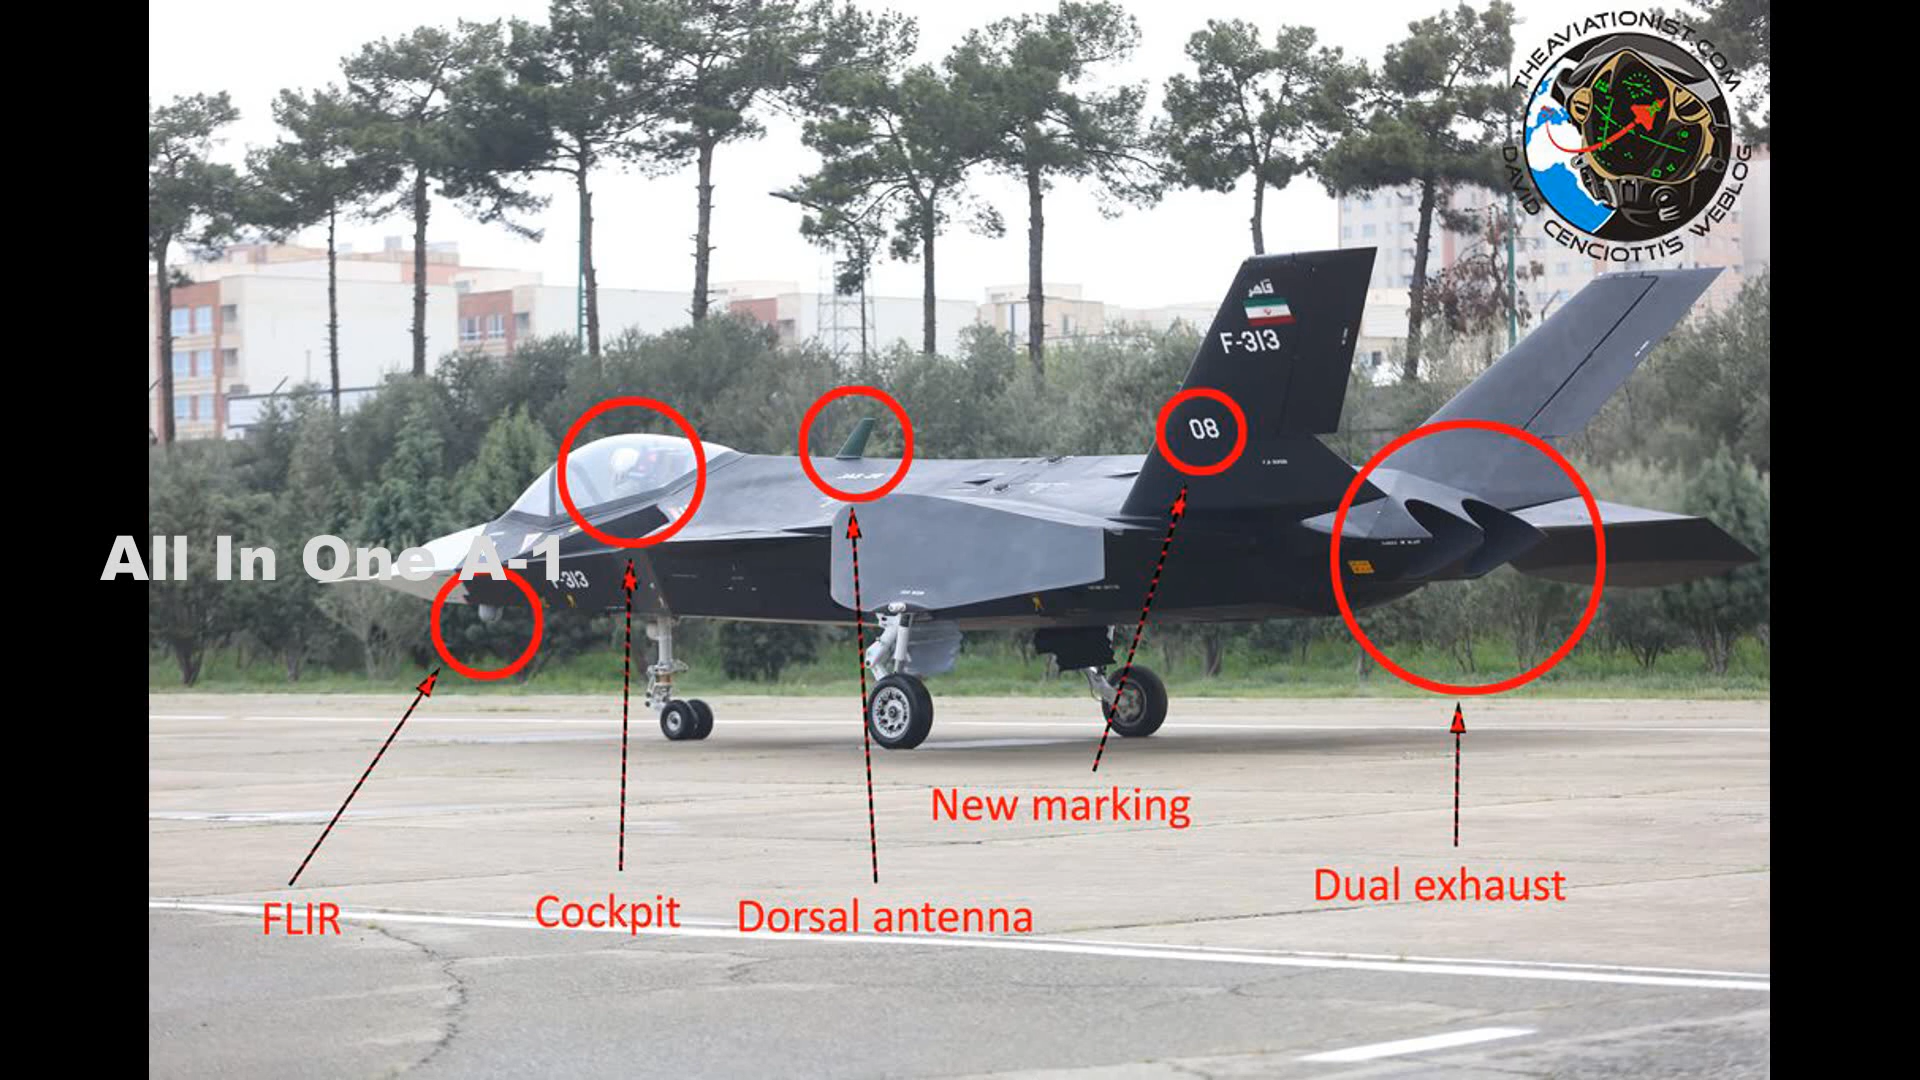 THEAVIATIONIST.COM
DAVID CENCIOTTI'S WEBLOG
قاهر
F-313
08
All In One A-1
F-313
New marking
Dual exhaust
FLIR
Cockpit
Dorsal antenna